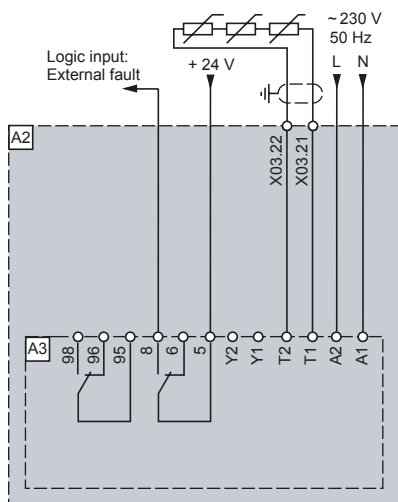 ~ 230 V
50 Hz
Logic input:
External fault
+ 24 V
L
N
A2
X03.22
X03.21
A3
98
96
95
8
6
5
Y2
Y1
T2
T1
A2
A1